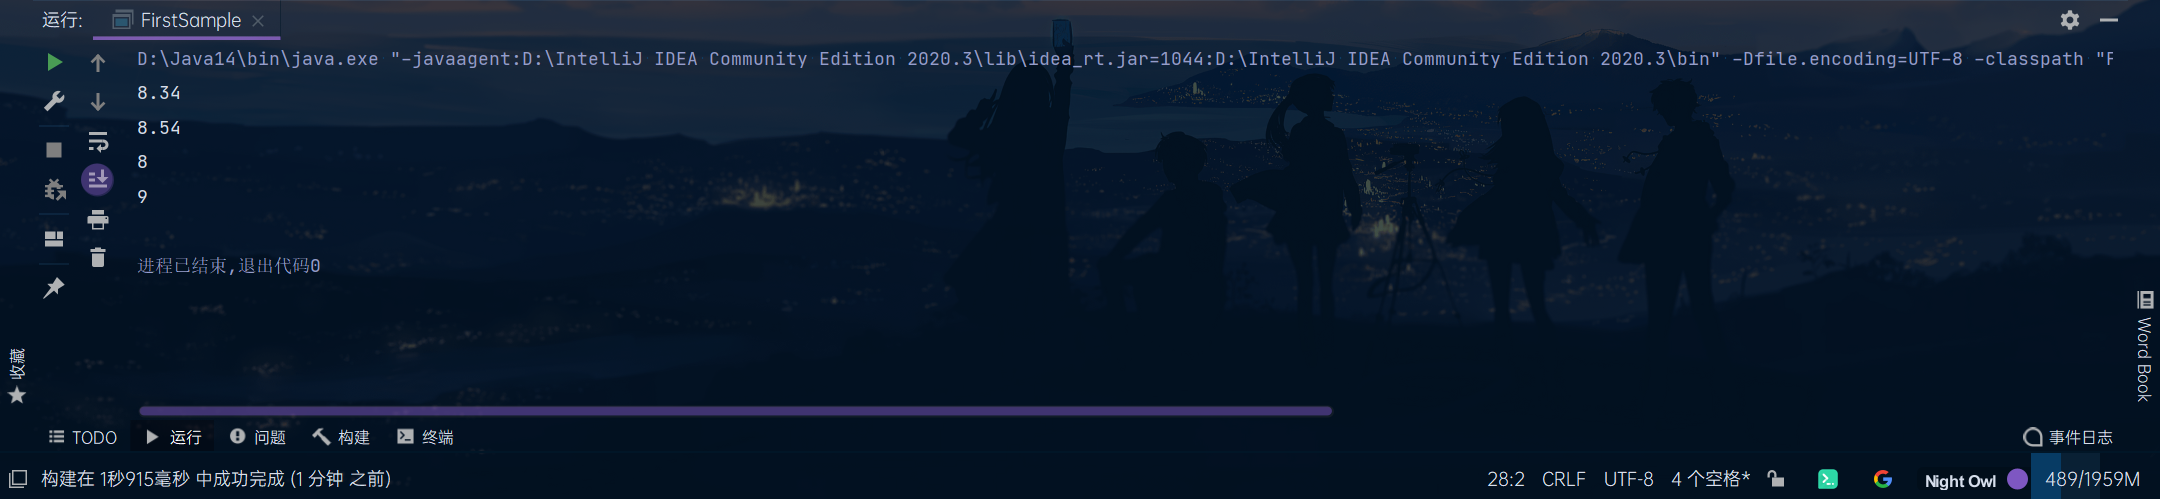 运行: FirstSample
D:\Java14\bin\java.exe "-javaagent:D:\IntelliJ IDEA Community Edition 2020.3\lib\idea_rt.jar=1044:D:\IntelliJ IDEA Community Edition 2020.3\bin" -Dfile.encoding=UTF-8 -classpath "F
8.34
8.54
8
9
进程已结束,退出代码0
收藏
Word Book
TODO 运行 问题 构建 终端 事件日志
构建在 1秒915毫秒 中成功完成 (1 分钟 之前) 28:2 CRLF UTF-8 4 个空格* Night Owl 489/1959M